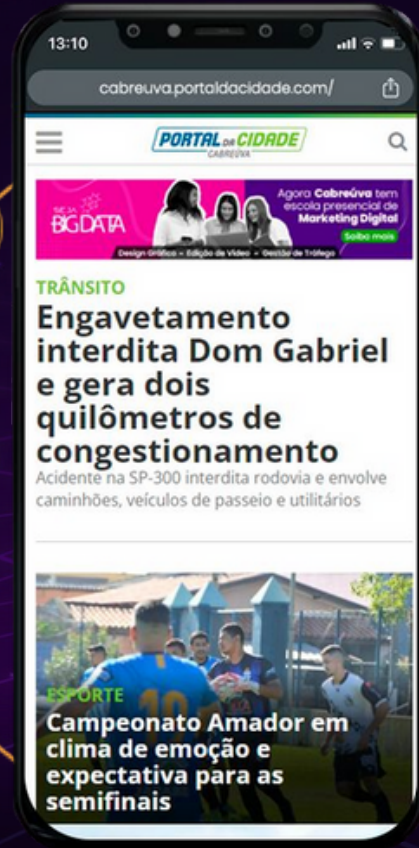 13:10
cabreuva.portaldacidade.com/
PORTAL DA CIDADE
CABREÚVA
BIGDATA
Agora Cabreúva tem
escola presencial de
Marketing Digital
Saiba mais
Design Gráfico - Edição de Vídeo - Gestão de Tráfego
TRÂNSITO
Engavetamento
interdita Dom Gabriel
e gera dois
quilômetros de
congestionamento
Acidente na SP-300 interdita rodovia e envolve
caminhões, veículos de passeio e utilitários
ESPORTE
Campeonato Amador em
clima de emoção e
expectativa para as
semifinais